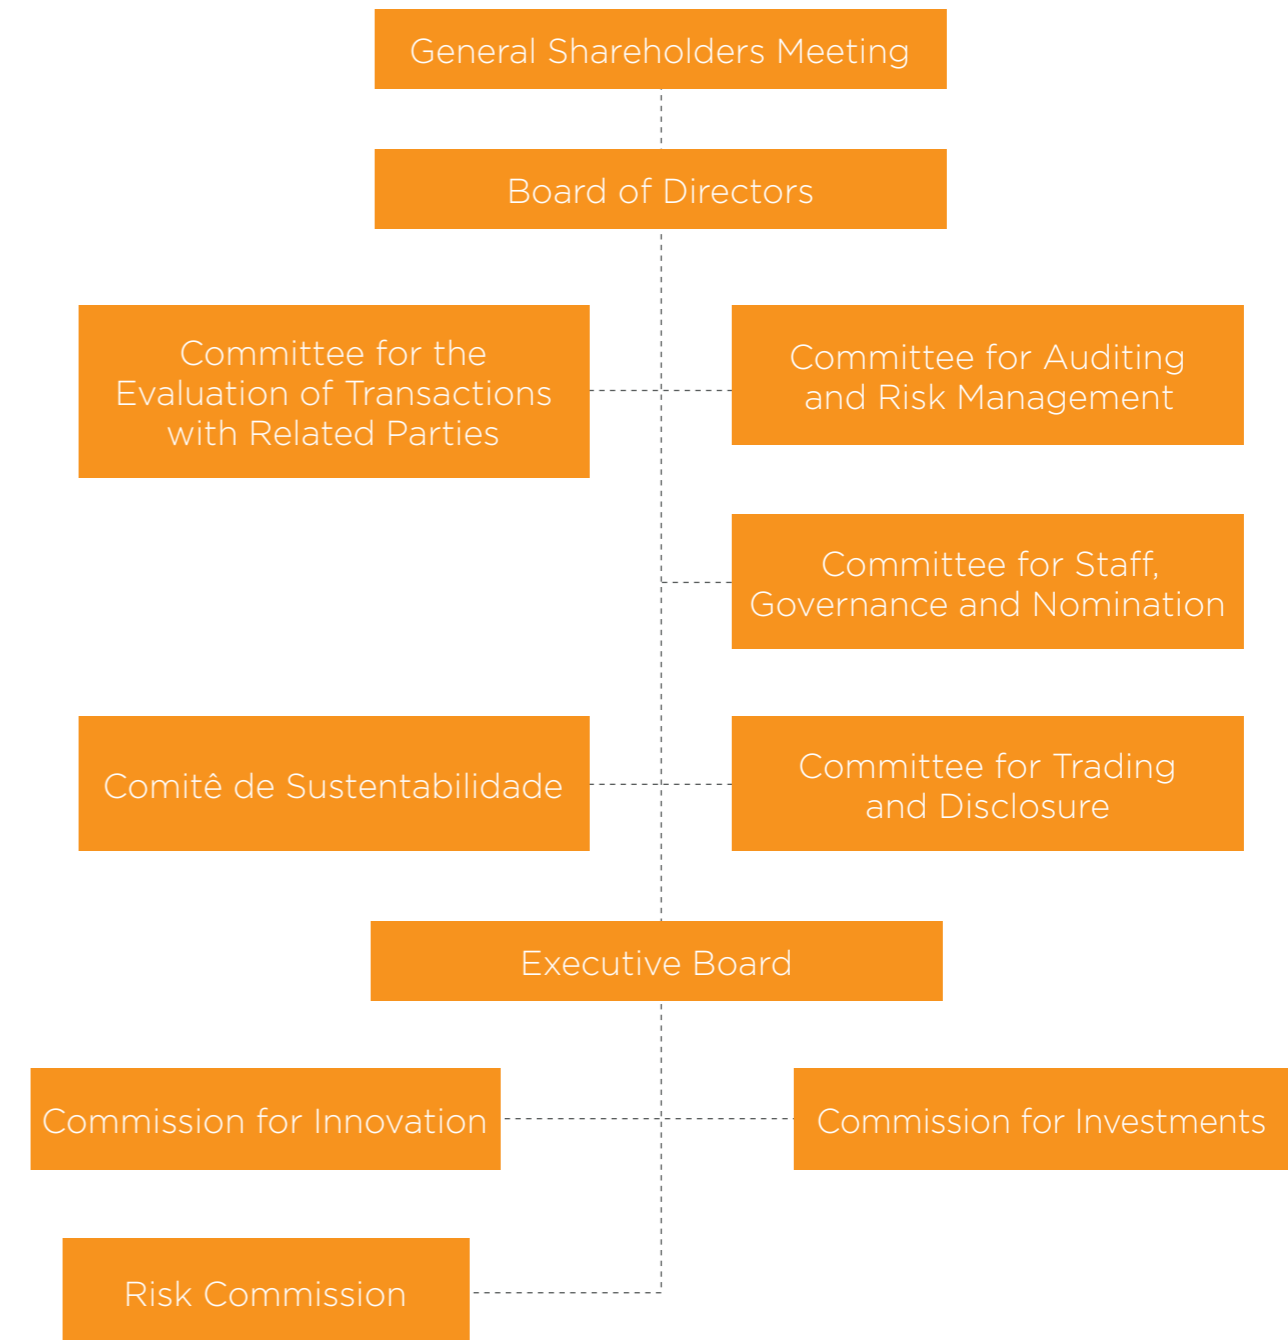 General Shareholders Meeting
Board of Directors
Committee for the
Evaluation of Transactions
with Related Parties
Committee for Auditing
and Risk Management
Committee for Staff,
Governance and Nomination
Comitê de Sustentabilidade
Committee for Trading
and Disclosure
Executive Board
Commission for Innovation
Commission for Investments
Risk Commission